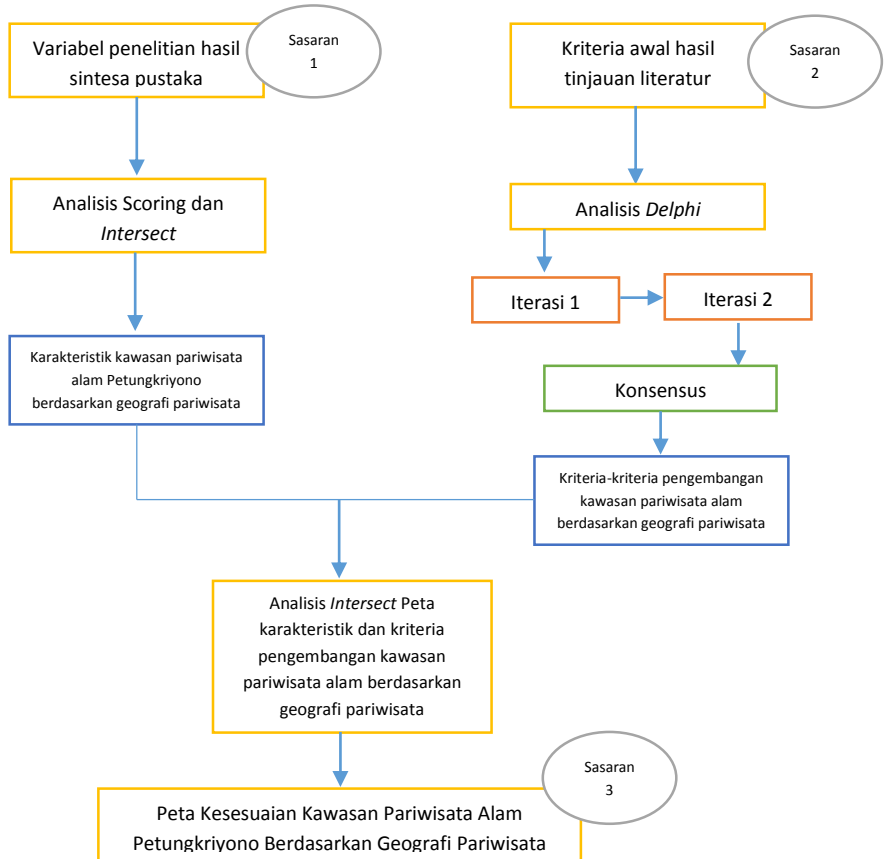 Variabel penelitian hasil
sintesa pustaka
Sasaran
1
Kriteria awal hasil
tinjauan literatur
Sasaran
2
Analisis Scoring dan
Intersect
Analisis Delphi
Iterasi 1
Iterasi 2
Karakteristik kawasan pariwisata
alam Petungkriyono
berdasarkan geografi pariwisata
Konsensus
Kriteria-kriteria pengembangan
kawasan pariwisata alam
berdasarkan geografi pariwisata
Analisis Intersect Peta
karakteristik dan kriteria
pengembangan kawasan
pariwisata alam berdasarkan
geografi pariwisata
Sasaran
3
Peta Kesesuaian Kawasan Pariwisata Alam
Petungkriyono Berdasarkan Geografi Pariwisata